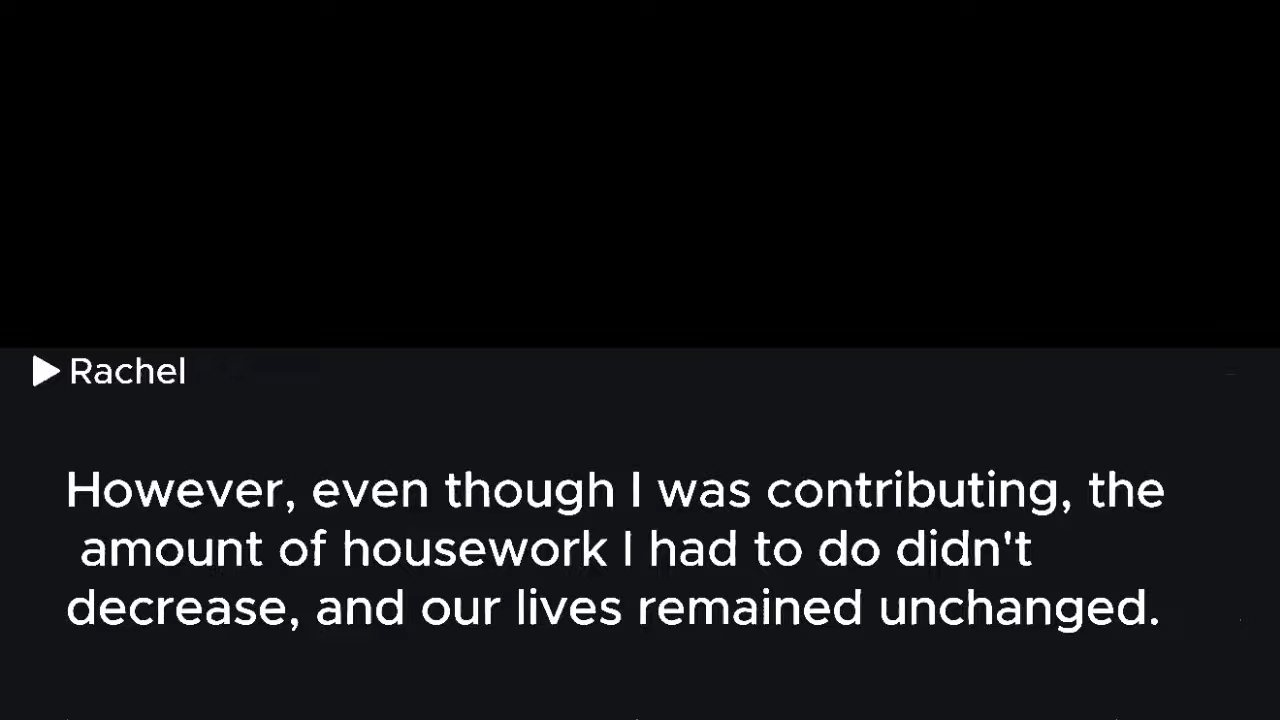 Rachel
However, even though I was contributing, the
amount of housework I had to do didn't
decrease, and our lives remained unchanged.